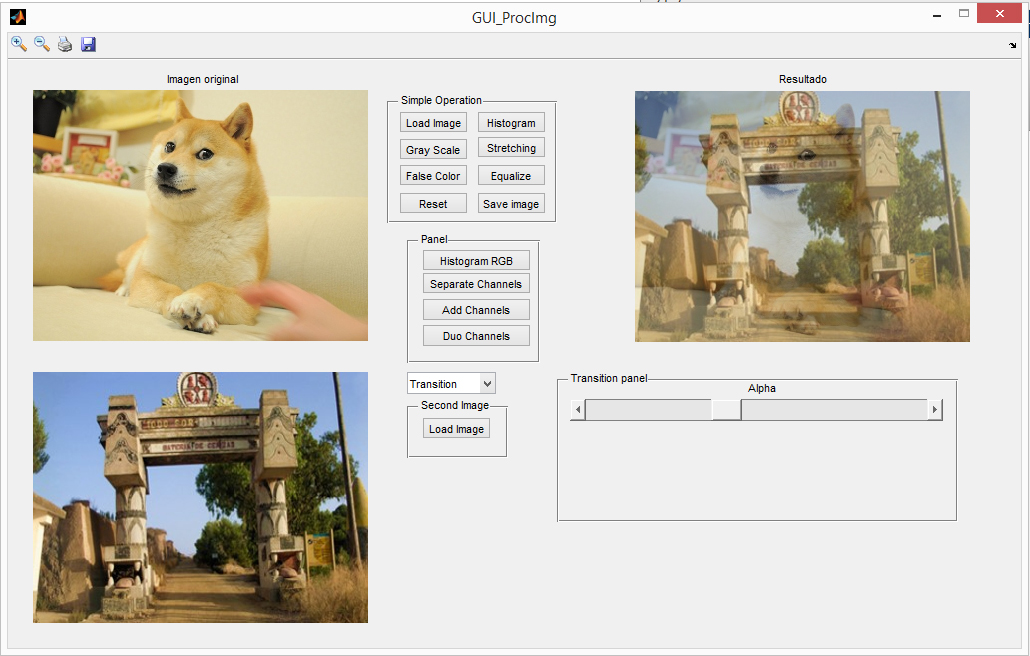 GUI_ProcImg
Imagen original
Simple Operation
Load Image
Histogram
Gray Scale
Stretching
False Color
Equalize
Reset
Save image
Panel
Histogram RGB
Separate Channels
Add Channels
Duo Channels
Transition
Second Image
Load Image
Resultado
Transition panel
Alpha